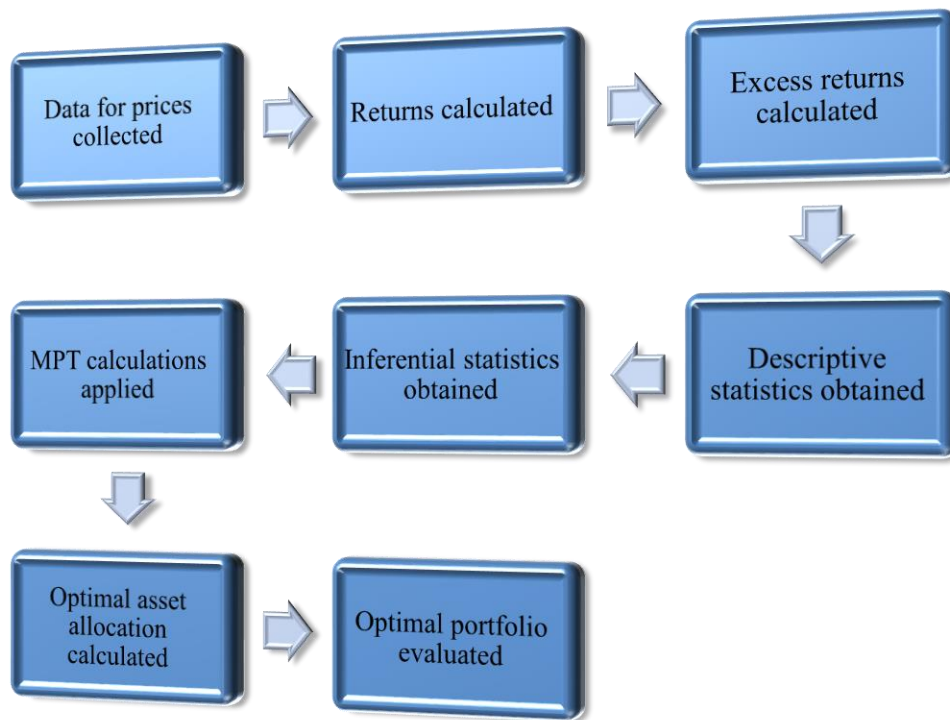 Data for prices
collected
Returns calculated
Excess returns
calculated
Descriptive
statistics obtained
Inferential statistics
obtained
MPT calculations
applied
Optimal asset
allocation
calculated
Optimal portfolio
evaluated